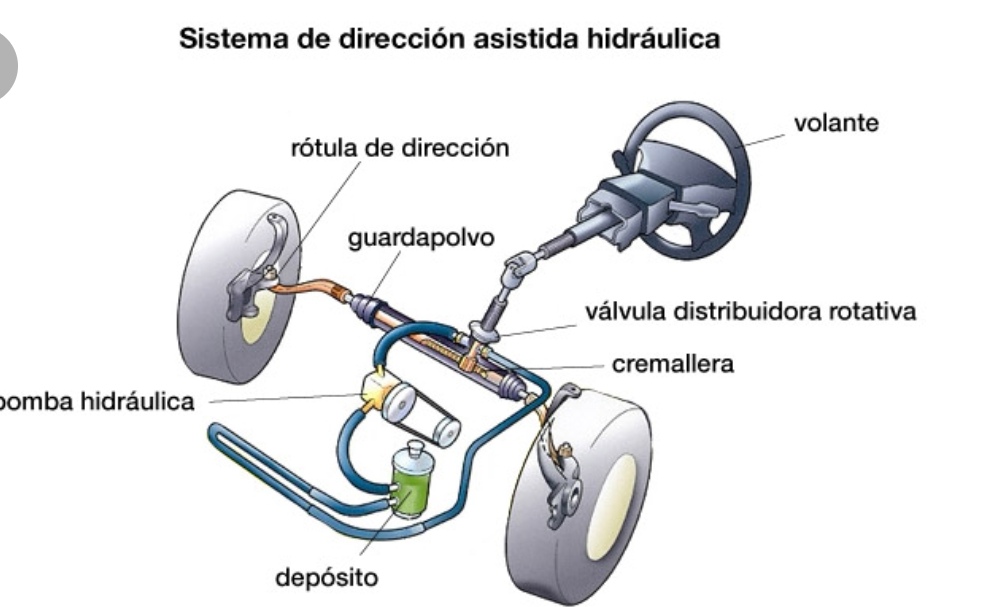 Sistema de dirección asistida hidráulica
volante
rótula de dirección
guardapolvo
válvula distribuidora rotativa
cremallera
bomba hidráulica
depósito